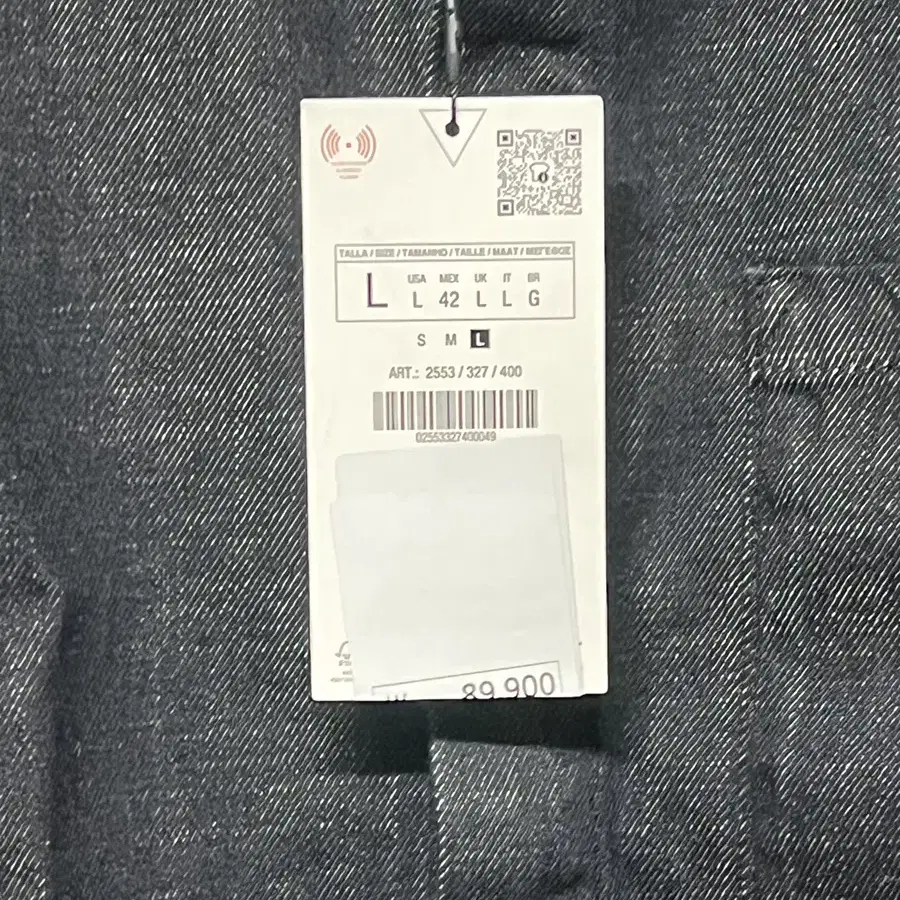 TALLA / SIZE / TAMANHO / TAILLE / MAAT / ΜΕΓΕΘΟΣ
L
USA MEX UK IT BR
L 42 L L G
S M L
ART.: 2553 / 327 / 400
02553327400049
89,900